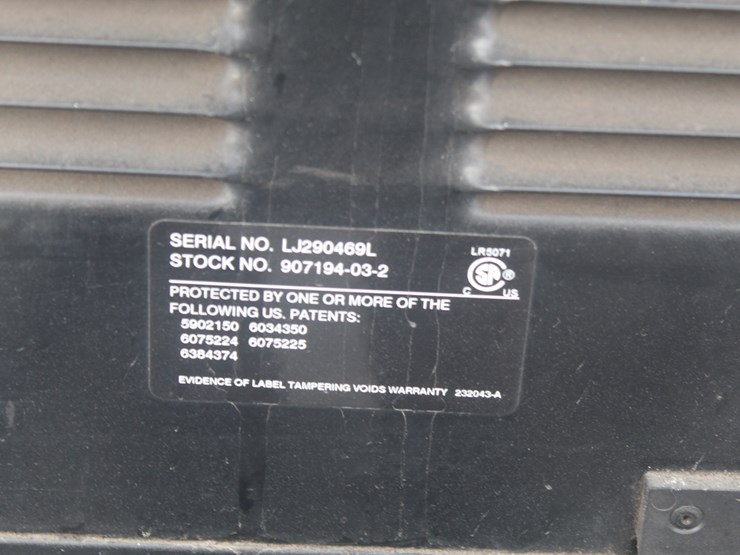 SERIAL NO. LJ290469L
STOCK NO. 907194-03-2
LR5071
SP ®
C US
PROTECTED BY ONE OR MORE OF THE
FOLLOWING US. PATENTS:
5902150 6034350
6075224 6075225
6384374
EVIDENCE OF LABEL TAMPERING VOIDS WARRANTY 232043-A